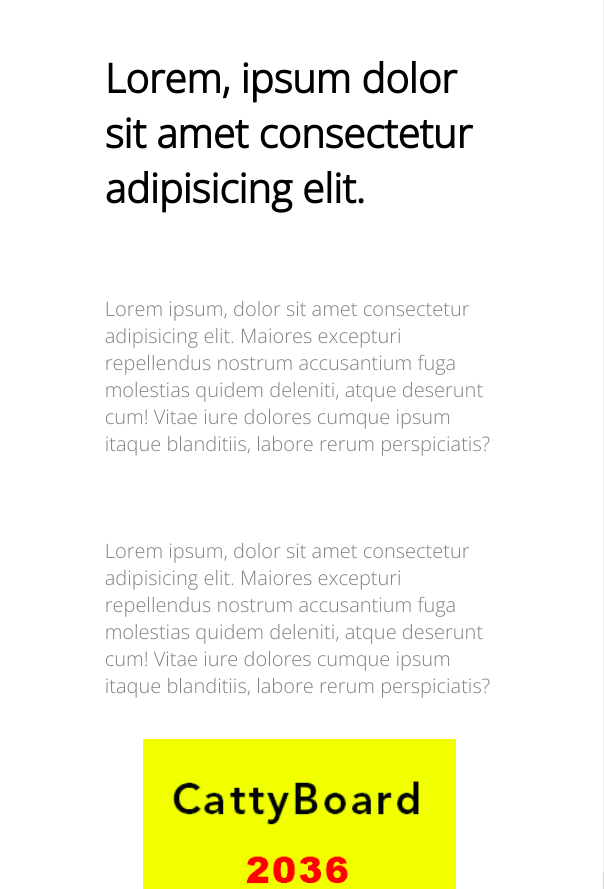 Lorem, ipsum dolor
sit amet consectetur
adipisicing elit.
Lorem ipsum, dolor sit amet consectetur
adipisicing elit. Maiores excepturi
repellendus nostrum accusantium fuga
molestias quidem deleniti, atque deserunt
cum! Vitae iure dolores cumque ipsum
itaque blanditiis, labore rerum perspiciatis?
Lorem ipsum, dolor sit amet consectetur
adipisicing elit. Maiores excepturi
repellendus nostrum accusantium fuga
molestias quidem deleniti, atque deserunt
cum! Vitae iure dolores cumque ipsum
itaque blanditiis, labore rerum perspiciatis?
CattyBoard
2036